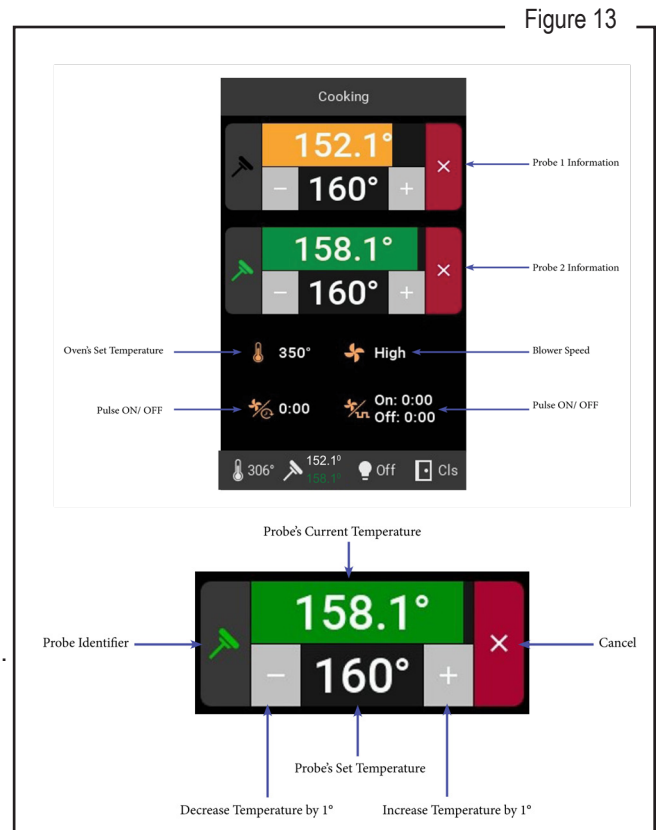 Figure 13
Cooking
152.1°
− 160° +
×
Probe 1 Information
158.1°
− 160° +
×
Probe 2 Information
Oven's Set Temperature
350°
High
Blower Speed
Pulse ON/ OFF
0:00
On: 0:00
Off: 0:00
Pulse ON/ OFF
306°
152.1⁰
158.1⁰
Off
Cls
Probe's Current Temperature
158.1°
Probe Identifier
×
Cancel
− 160° +
Probe's Set Temperature
Decrease Temperature by 1°
Increase Temperature by 1°
.